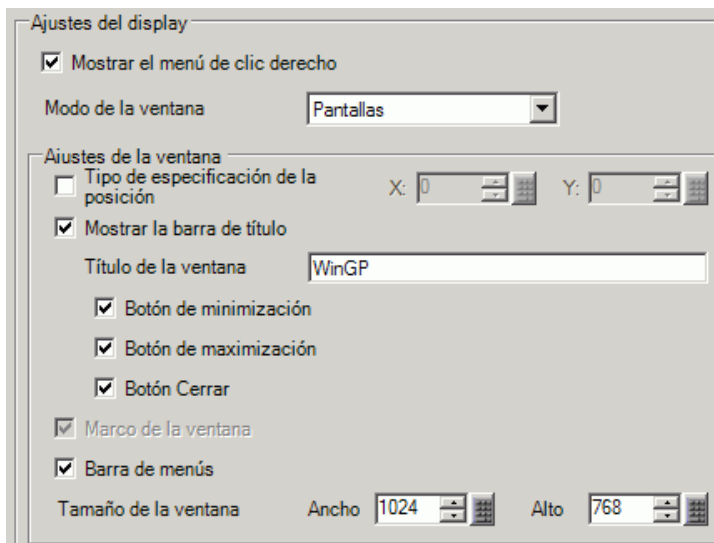 Ajustes del display
Mostrar el menú de clic derecho
Modo de la ventana Pantallas
Ajustes de la ventana
Tipo de especificación de la
posición X: 0 Y: 0
Mostrar la barra de título
Título de la ventana WinGP
Botón de minimización
Botón de maximización
Botón Cerrar
Marco de la ventana
Barra de menús
Tamaño de la ventana Ancho 1024 Alto 768